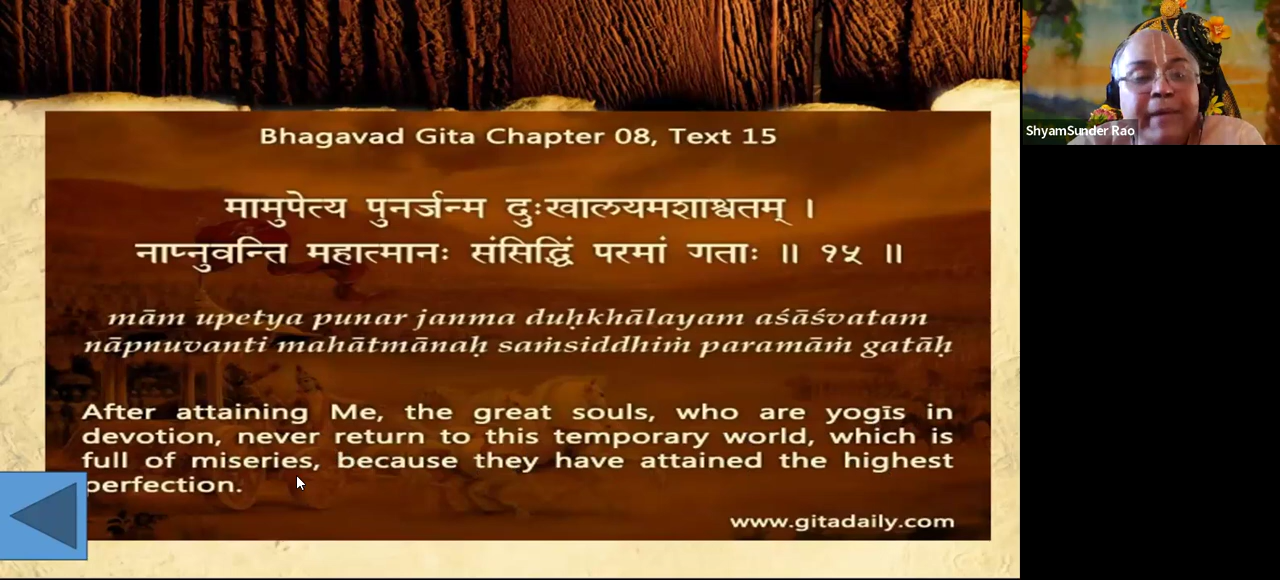 Bhagavad Gita Chapter 08, Text 15
मामुपेत्य पुनर्जन्म दुःखालयमशाश्वतम् ।
नाप्नुवन्ति महात्मानः संसिद्धिं परमां गताः ॥ १५ ॥
mām upetya punar janma duḥkhālayam aśāśvatam
nāpnuvanti mahātmānaḥ saṁsiddhiṁ paramāṁ gatāḥ
After attaining Me, the great souls, who are yogīs in
devotion, never return to this temporary world, which is
full of miseries, because they have attained the highest
perfection.
www.gitadaily.com
ShyamSunder Rao